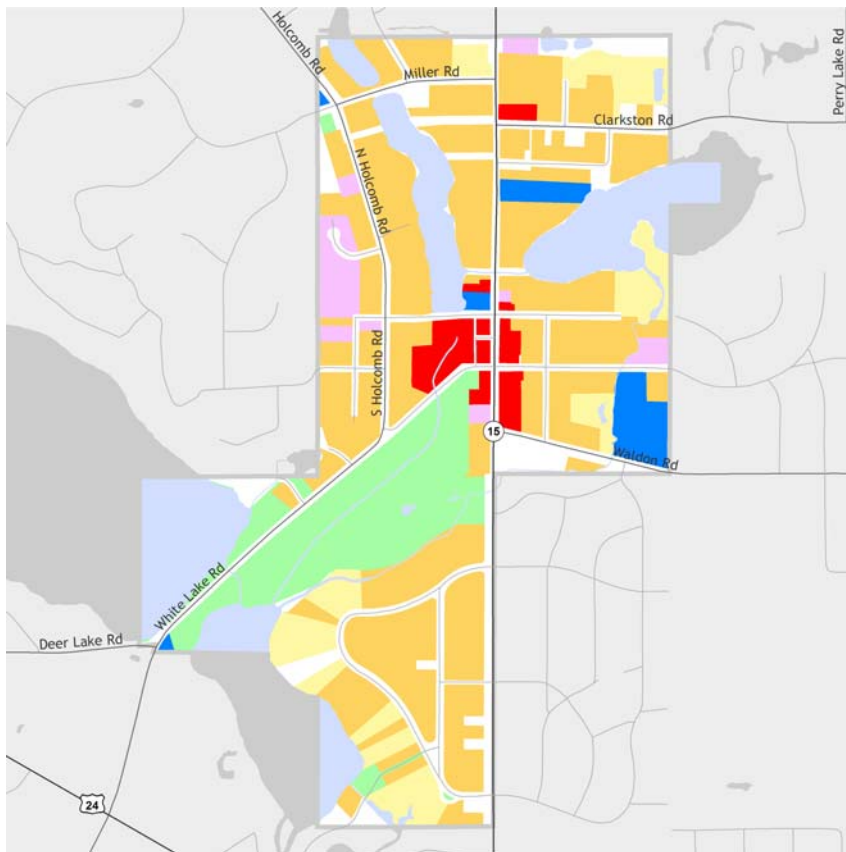 Holcomb Rd
Miller Rd
Perry Lake Rd
Clarkston Rd
N Holcomb Rd
S Holcomb Rd
15
Waldon Rd
White Lake Rd
Deer Lake Rd
24